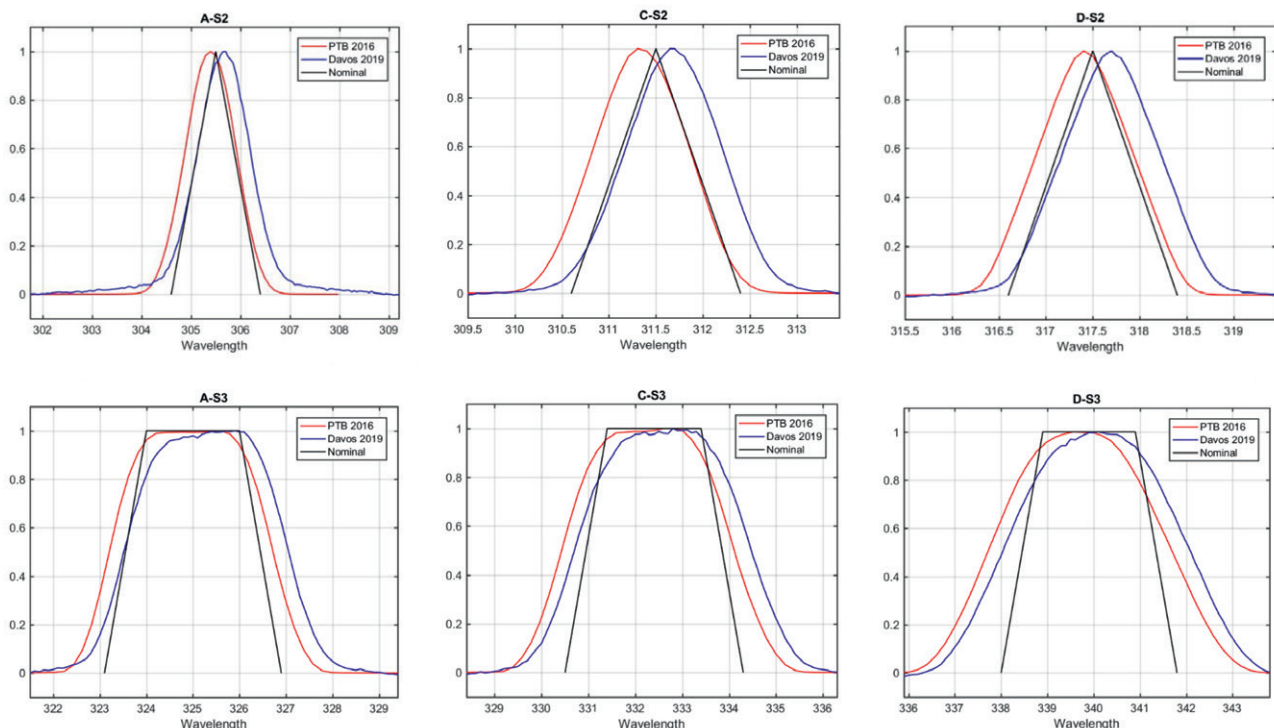 A-S2
PTB 2016
Davos 2019
Nominal
1
0.8
0.6
0.4
0.2
0
302 303 304 305 306 307 308 309
Wavelength
C-S2
PTB 2016
Davos 2019
Nominal
1
0.8
0.6
0.4
0.2
0
309.5 310 310.5 311 311.5 312 312.5 313
Wavelength
D-S2
PTB 2016
Davos 2019
Nominal
1
0.8
0.6
0.4
0.2
0
315.5 316 316.5 317 317.5 318 318.5 319
Wavelength
A-S3
PTB 2016
Davos 2019
Nominal
1
0.8
0.6
0.4
0.2
0
322 323 324 325 326 327 328 329
Wavelength
C-S3
PTB 2016
Davos 2019
Nominal
1
0.8
0.6
0.4
0.2
0
329 330 331 332 333 334 335 336
Wavelength
D-S3
PTB 2016
Davos 2019
Nominal
1
0.8
0.6
0.4
0.2
0
336 337 338 339 340 341 342 343
Wavelength